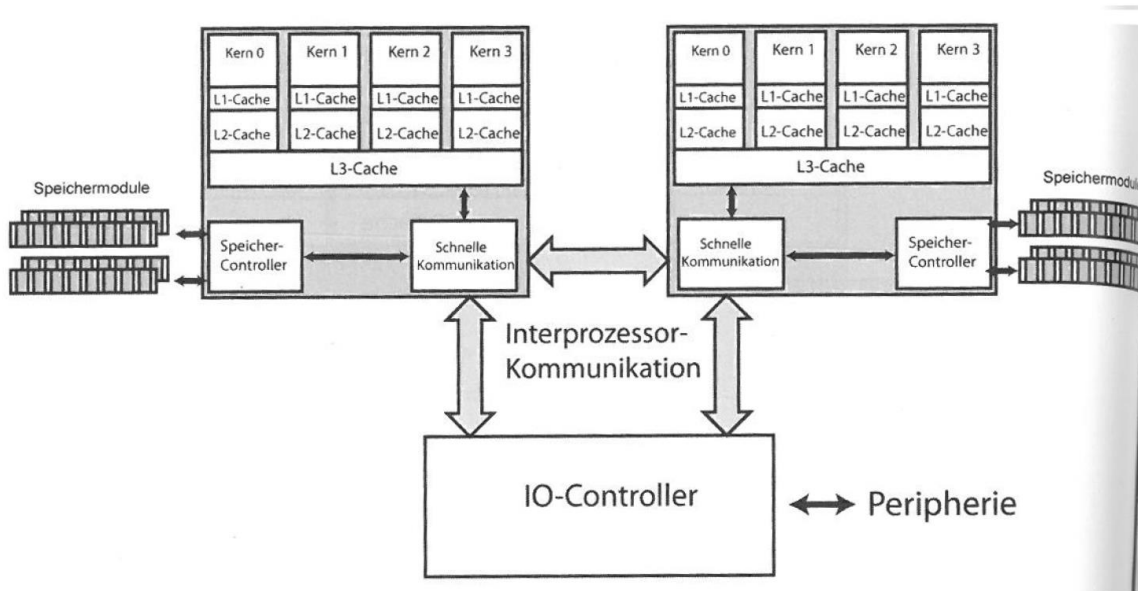 Kern 0
Kern 1
Kern 2
Kern 3
L1-Cache
L1-Cache
L1-Cache
L1-Cache
L2-Cache
L2-Cache
L2-Cache
L2-Cache
L3-Cache
Speichermodule
Speicher-
Controller
Schnelle
Kommunikation
Kern 0
Kern 1
Kern 2
Kern 3
L1-Cache
L1-Cache
L1-Cache
L1-Cache
L2-Cache
L2-Cache
L2-Cache
L2-Cache
L3-Cache
Schnelle
Kommunikation
Speicher-
Controller
Speichermodule
Interprozessor-
Kommunikation
IO-Controller
Peripherie